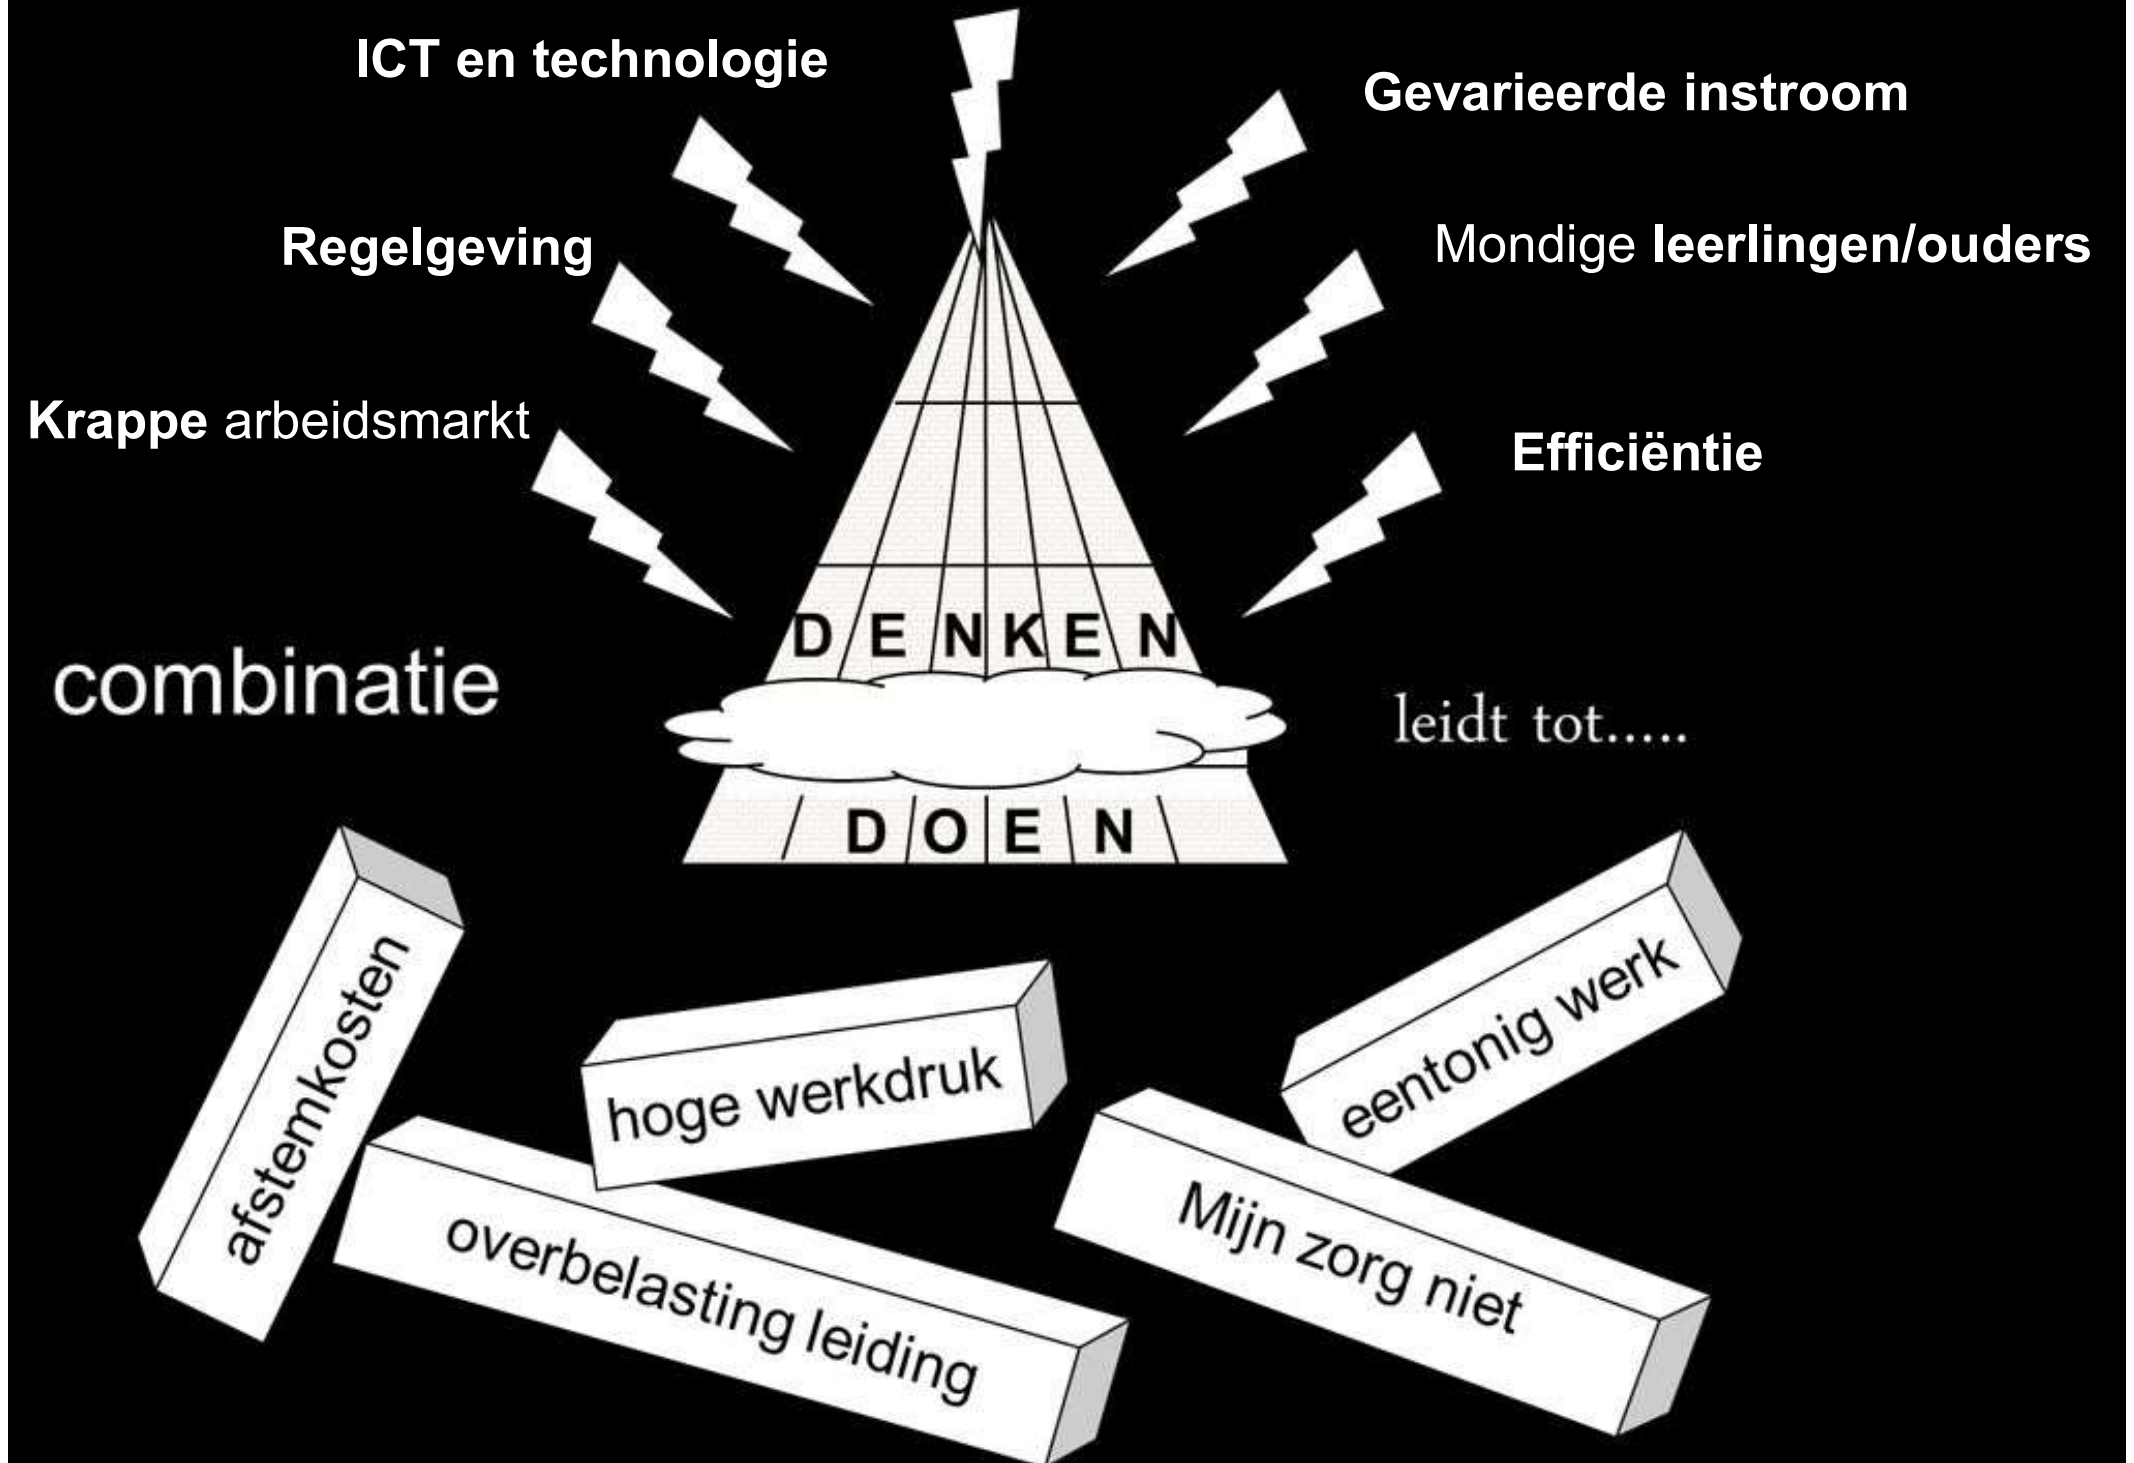 ICT en technologie
Gevarieerde instroom
Regelgeving
Mondige leerlingen/ouders
Krappe arbeidsmarkt
Efficiëntie
DENKEN
combinatie
leidt tot.....
DOEN
afstemkosten
hoge werkdruk
eentonig werk
overbelasting leiding
Mijn zorg niet